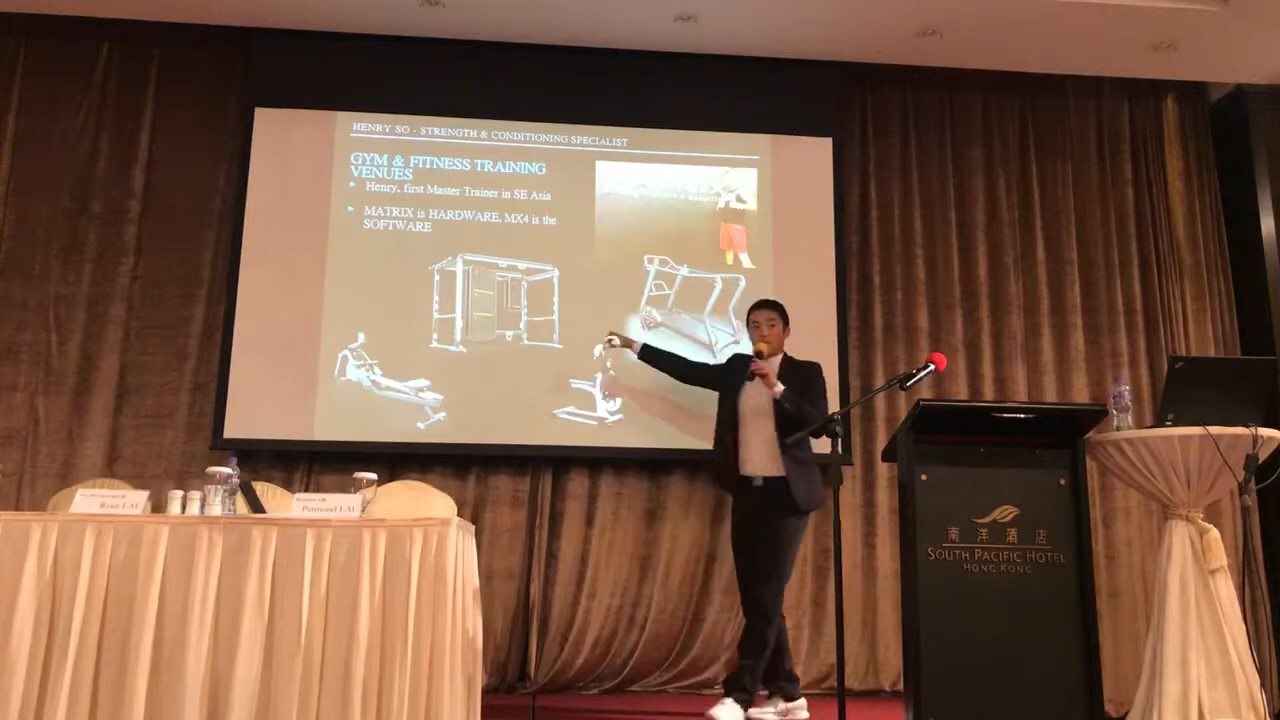 HENRY SO - STRENGTH & CONDITIONING SPECIALIST
GYM & FITNESS TRAINING
VENUES
Henry, first Master Trainer in SE Asia
MATRIX is HARDWARE, MX4 is the
SOFTWARE
Ryan LAU
LAU
南洋酒店
SOUTH PACIFIC HOTEL
HONG KONG